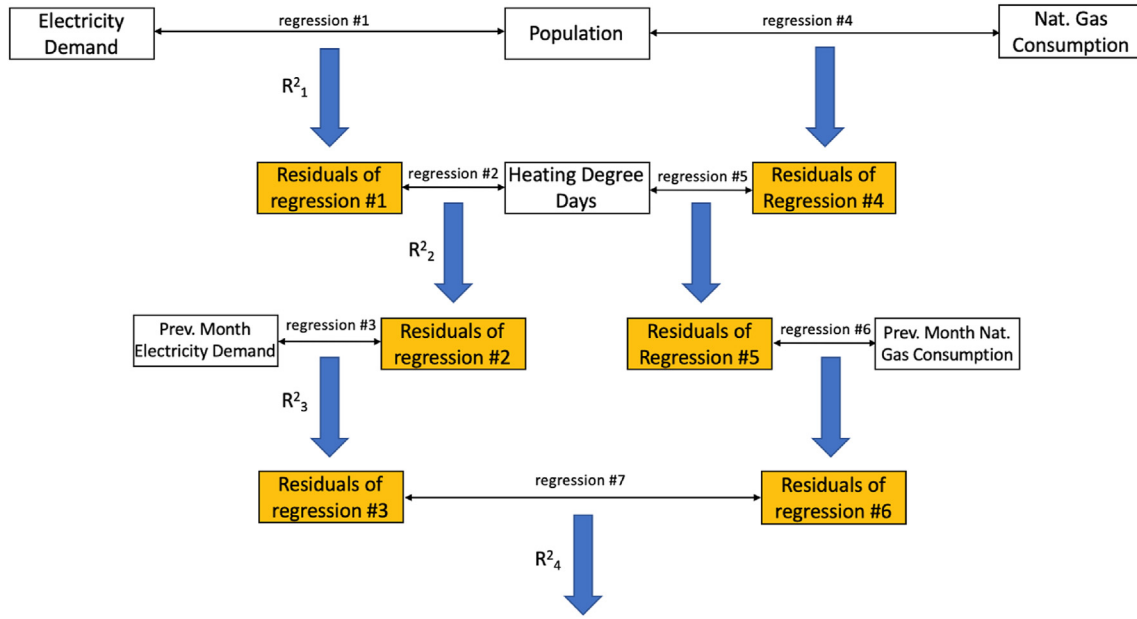 Electricity
Demand
regression #1
Population
regression #4
Nat. Gas
Consumption
R²₁
Residuals of
regression #1
regression #2
Heating Degree
Days
regression #5
Residuals of
Regression #4
R²₂
Prev. Month
Electricity Demand
regression #3
Residuals of
regression #2
Residuals of
Regression #5
regression #6
Prev. Month Nat.
Gas Consumption
R²₃
Residuals of
regression #3
regression #7
Residuals of
regression #6
R²₄